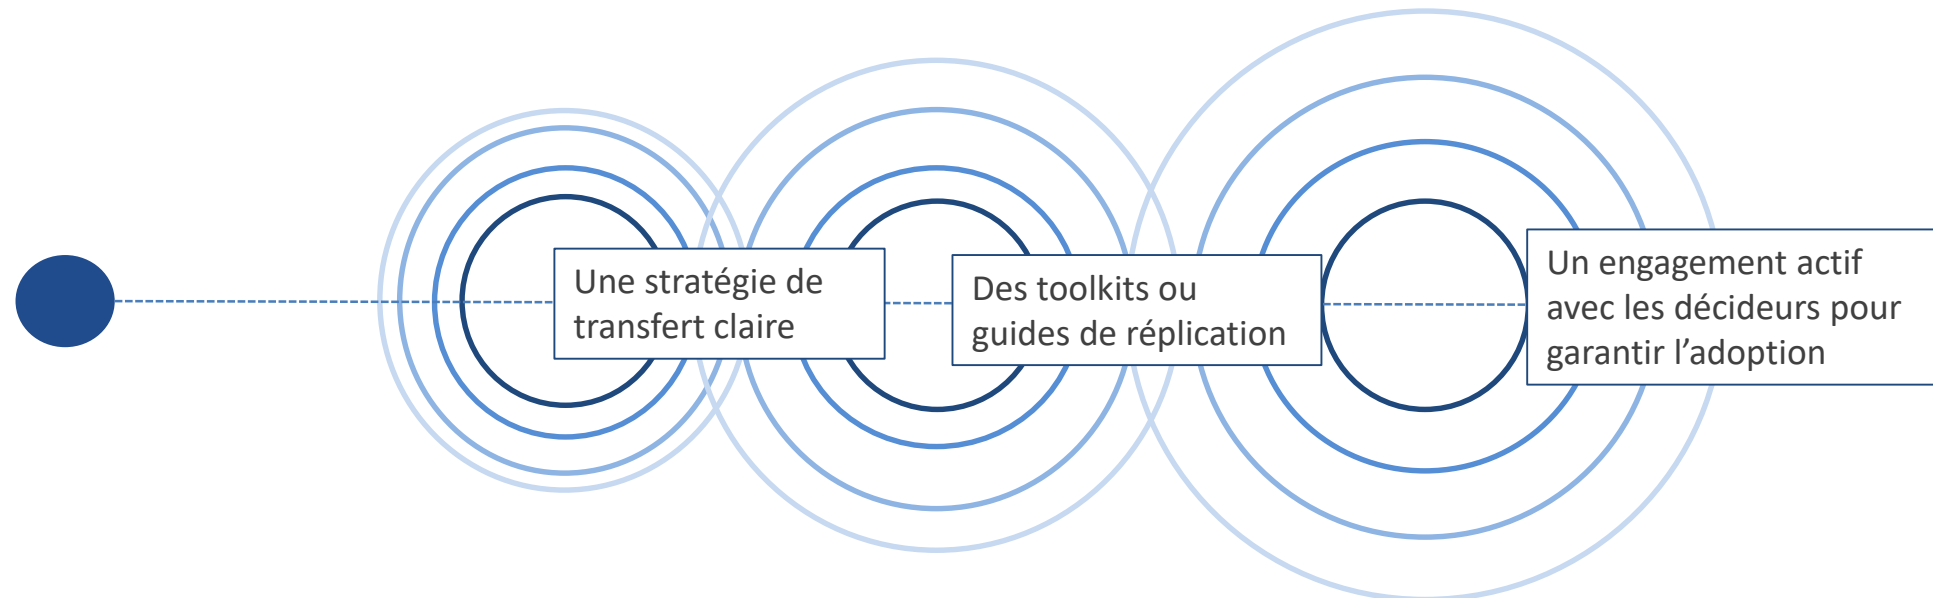 Une stratégie de
transfert claire
Des toolkits ou
guides de réplication
Un engagement actif
avec les décideurs pour
garantir l’adoption